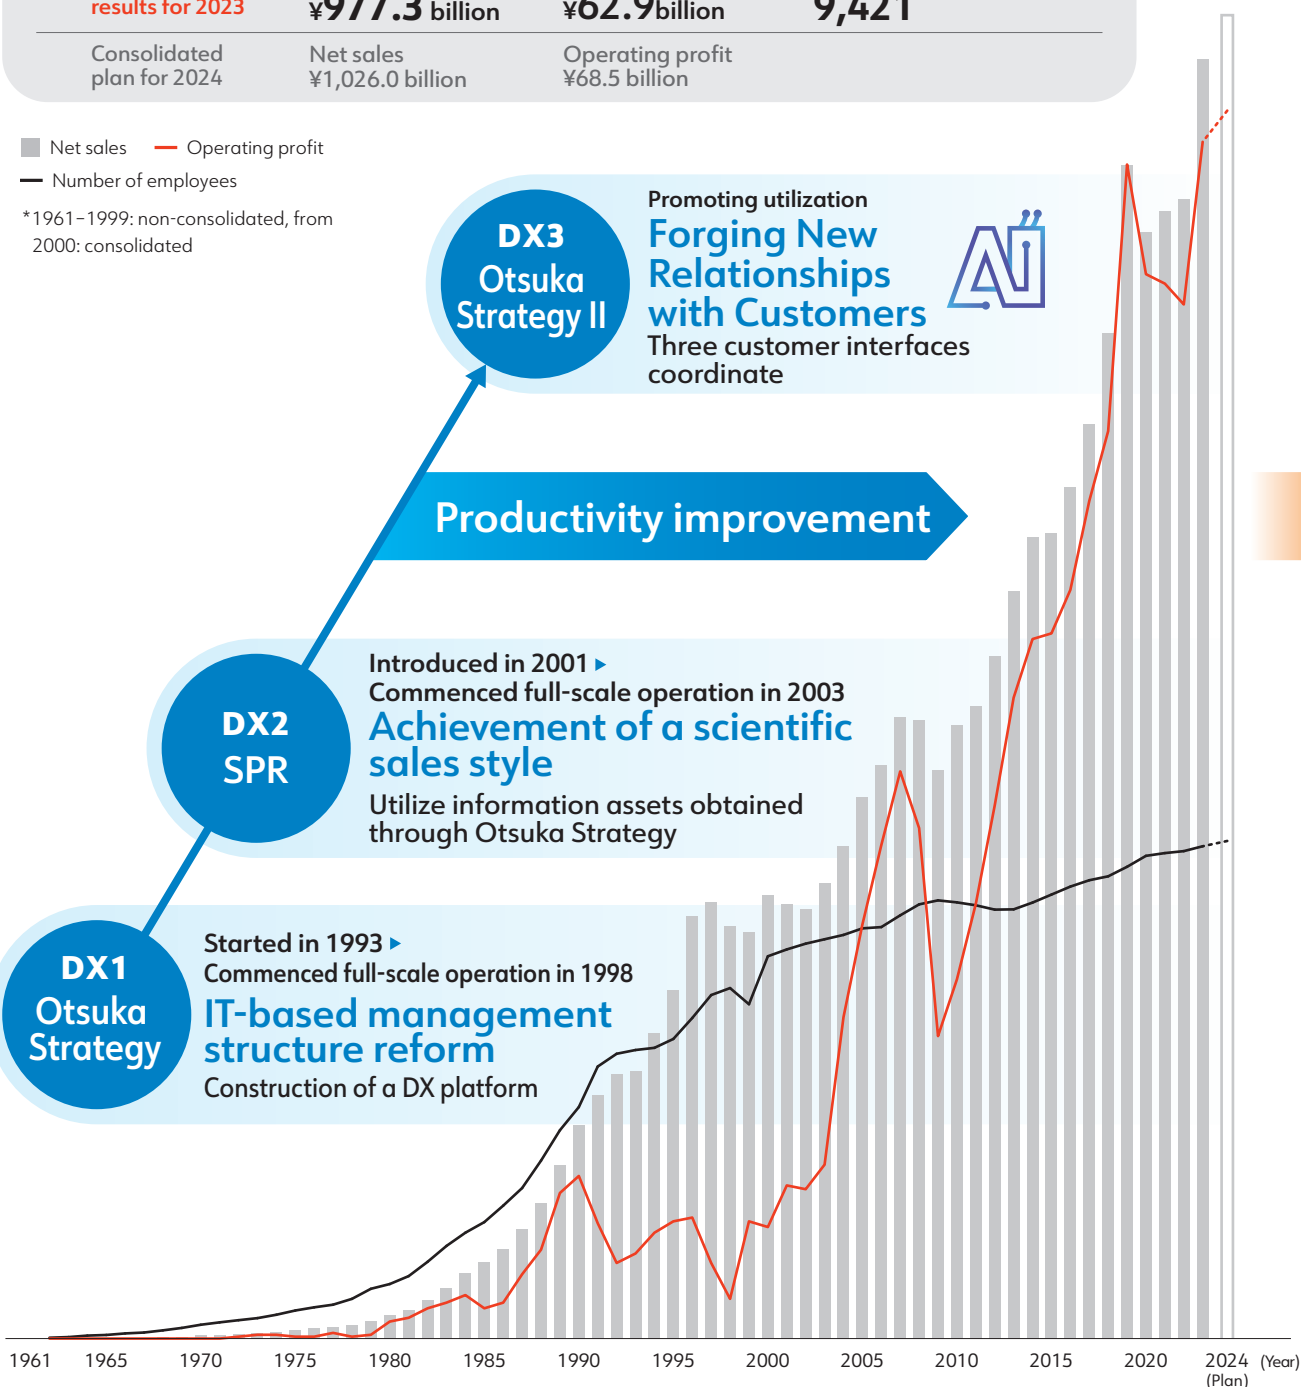 results for 2023
¥977.3 billion
¥62.9billion
9,421
Consolidated
plan for 2024
Net sales
¥1,026.0 billion
Operating profit
¥68.5 billion
Net sales
Operating profit
Number of employees
*1961–1999: non-consolidated, from
2000: consolidated
DX3
Otsuka
Strategy II
Promoting utilization
Forging New
Relationships
with Customers
Three customer interfaces
coordinate
AI
Productivity improvement
DX2
SPR
Introduced in 2001 ▶
Commenced full-scale operation in 2003
Achievement of a scientific
sales style
Utilize information assets obtained
through Otsuka Strategy
DX1
Otsuka
Strategy
Started in 1993 ▶
Commenced full-scale operation in 1998
IT-based management
structure reform
Construction of a DX platform
1961 1965 1970 1975 1980 1985 1990 1995 2000 2005 2010 2015 2020 2024 (Year)
(Plan)